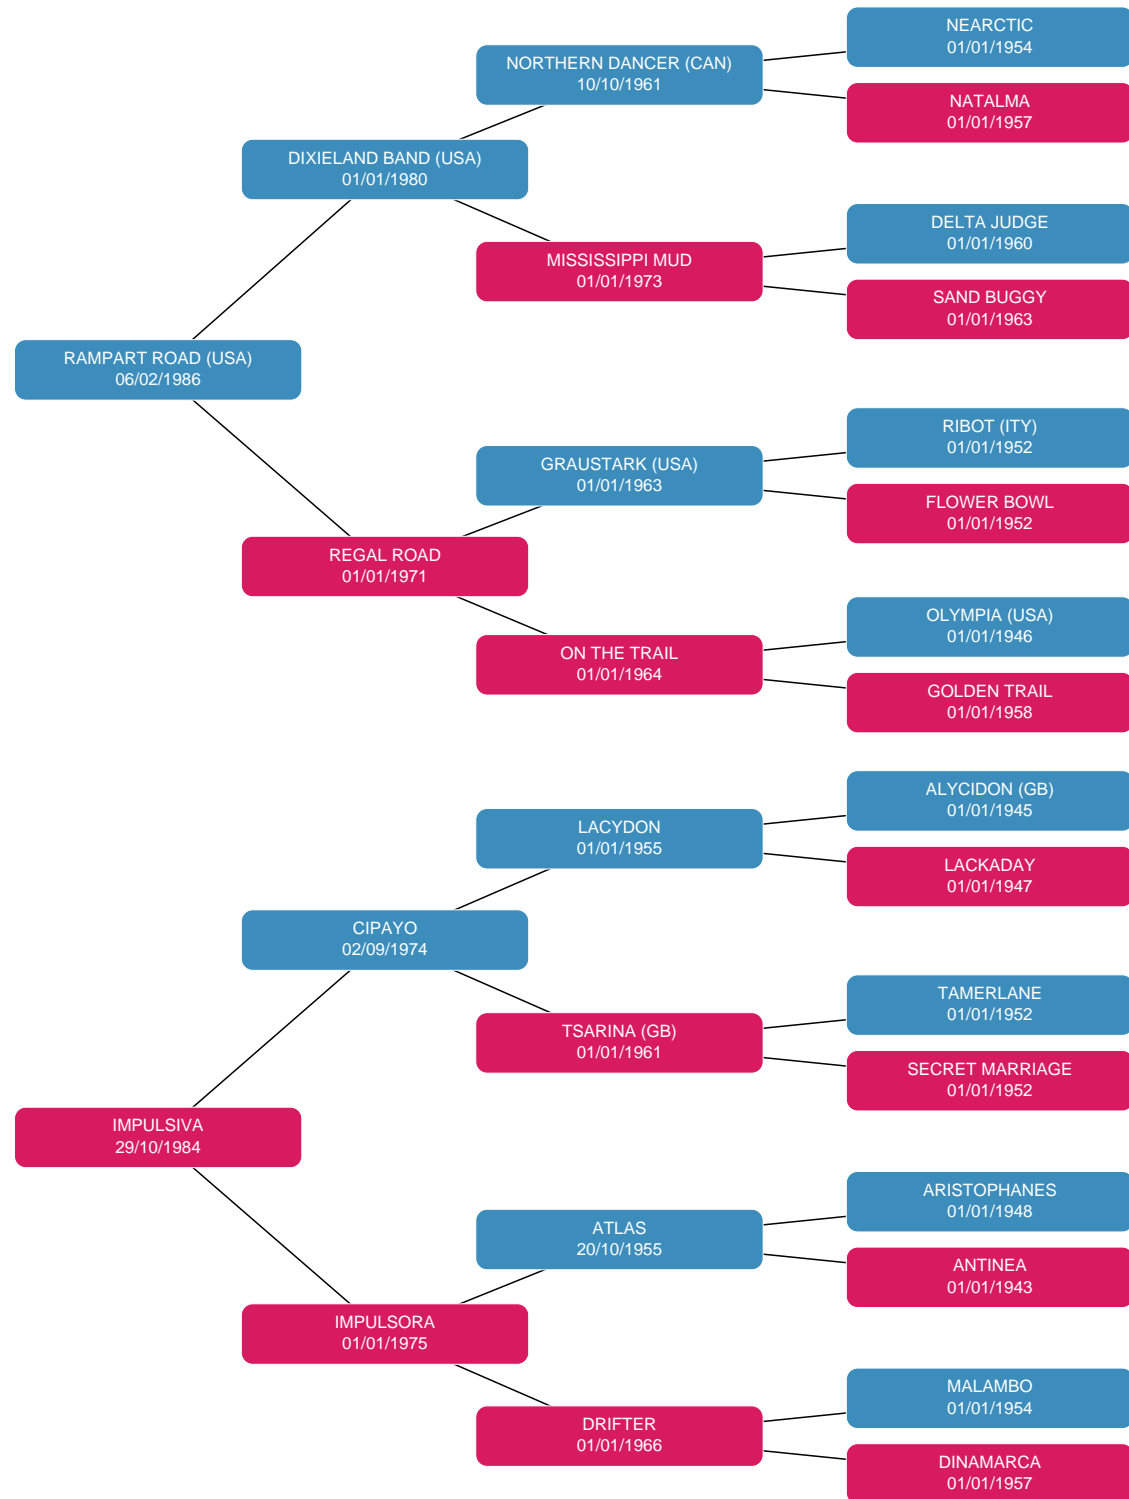 NEARCTIC
01/01/1954
NORTHERN DANCER (CAN)
10/10/1961
NATALMA
01/01/1957
DIXIELAND BAND (USA)
01/01/1980
DELTA JUDGE
01/01/1960
MISSISSIPPI MUD
01/01/1973
SAND BUGGY
01/01/1963
RAMPART ROAD (USA)
06/02/1986
RIBOT (ITY)
01/01/1952
GRAUSTARK (USA)
01/01/1963
FLOWER BOWL
01/01/1952
REGAL ROAD
01/01/1971
OLYMPIA (USA)
01/01/1946
ON THE TRAIL
01/01/1964
GOLDEN TRAIL
01/01/1958
ALYCIDON (GB)
01/01/1945
LACYDON
01/01/1955
LACKADAY
01/01/1947
CIPAYO
02/09/1974
TAMERLANE
01/01/1952
TSARINA (GB)
01/01/1961
SECRET MARRIAGE
01/01/1952
IMPULSIVA
29/10/1984
ARISTOPHANES
01/01/1948
ATLAS
20/10/1955
ANTINEA
01/01/1943
IMPULSORA
01/01/1975
MALAMBO
01/01/1954
DRIFTER
01/01/1966
DINAMARCA
01/01/1957